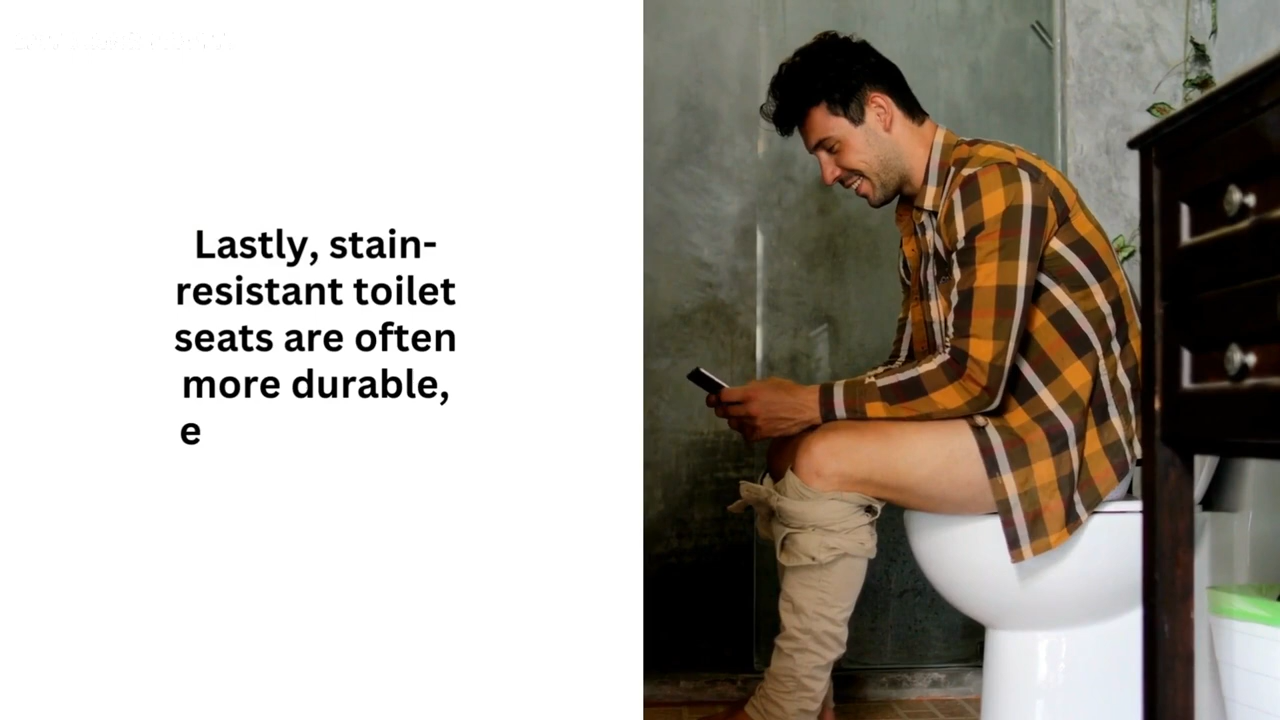 Lastly, stain-
resistant toilet
seats are often
more durable,
e